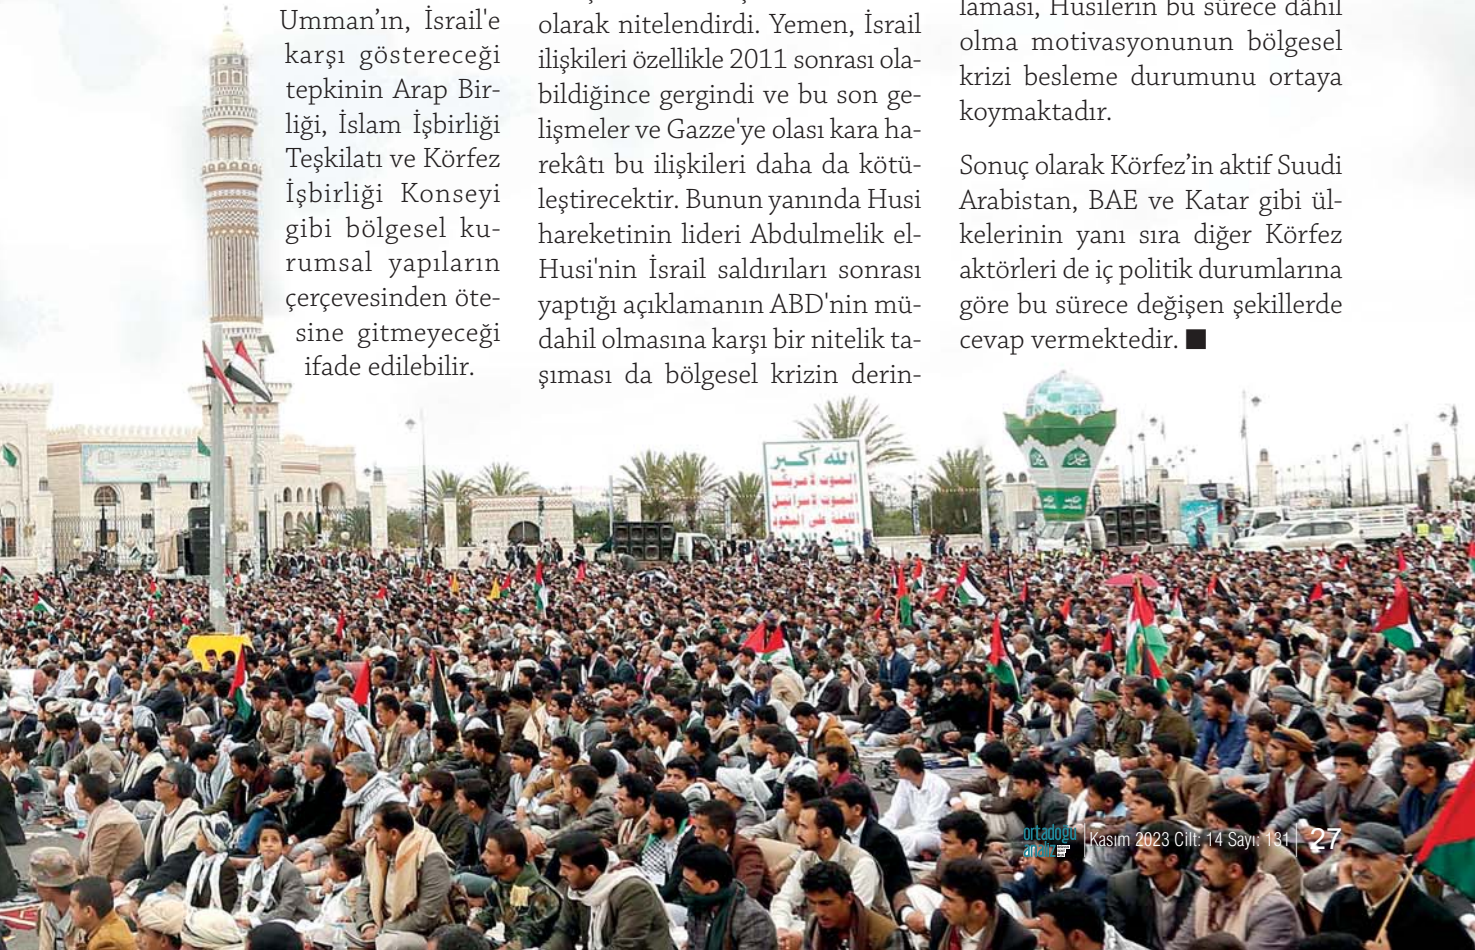 Umman’ın, İsrail'e
karşı göstereceği
tepkinin Arap Bir-
liği, İslam İşbirliği
Teşkilatı ve Körfez
İşbirliği Konseyi
gibi bölgesel ku-
rumsal yapıların
çerçevesinden öte-
sine gitmeyeceği
ifade edilebilir.
olarak nitelendirdi. Yemen, İsrail
ilişkileri özellikle 2011 sonrası ola-
bildiğince gergindi ve bu son ge-
lişmeler ve Gazze'ye olası kara ha-
rekâtı bu ilişkileri daha da kötü-
leştirecektir. Bunun yanında Husi
hareketinin lideri Abdulmelik el-
Husi'nin İsrail saldırıları sonrası
yaptığı açıklamanın ABD'nin mü-
dahil olmasına karşı bir nitelik ta-
şıması da bölgesel krizin derin-
laması, Husilerin bu sürece dâhil
olma motivasyonunun bölgesel
krizi besleme durumunu ortaya
koymaktadır.
Sonuç olarak Körfez’in aktif Suudi
Arabistan, BAE ve Katar gibi ül-
kelerinin yanı sıra diğer Körfez
aktörleri de iç politik durumlarına
göre bu sürece değişen şekillerde
cevap vermektedir. ■
الله أكبر
الموت لأمريكا
الموت لإسرائيل
اللعنة على اليهود
ortadoğu
analiz
Kasım 2023 Cilt: 14 Sayı: 131
27